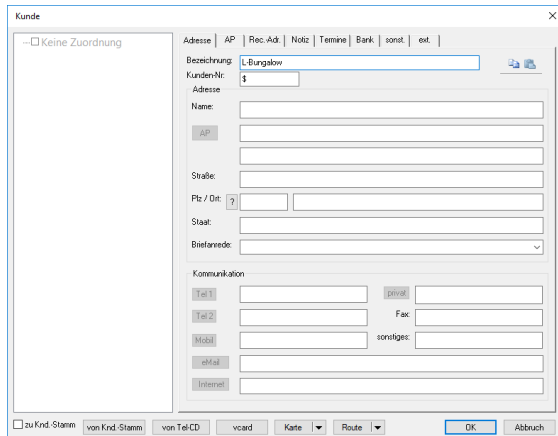 Kunde
Keine Zuordnung
Adresse AP Rec.-Adr. Notiz Termine Bank sonst. ext.
Bezeichnung: L-Bungalow
Kunden-Nr: $
Adresse
Name:
AP
Straße:
Plz / Ort: ?
Staat:
Briefanrede:
Kommunikation
Tel 1 privat
Tel 2 Fax:
Mobil sonstiges:
eMail
Internet
zu Knd.-Stamm von Knd.-Stamm von Tel-CD vcard Karte Route OK Abbruch